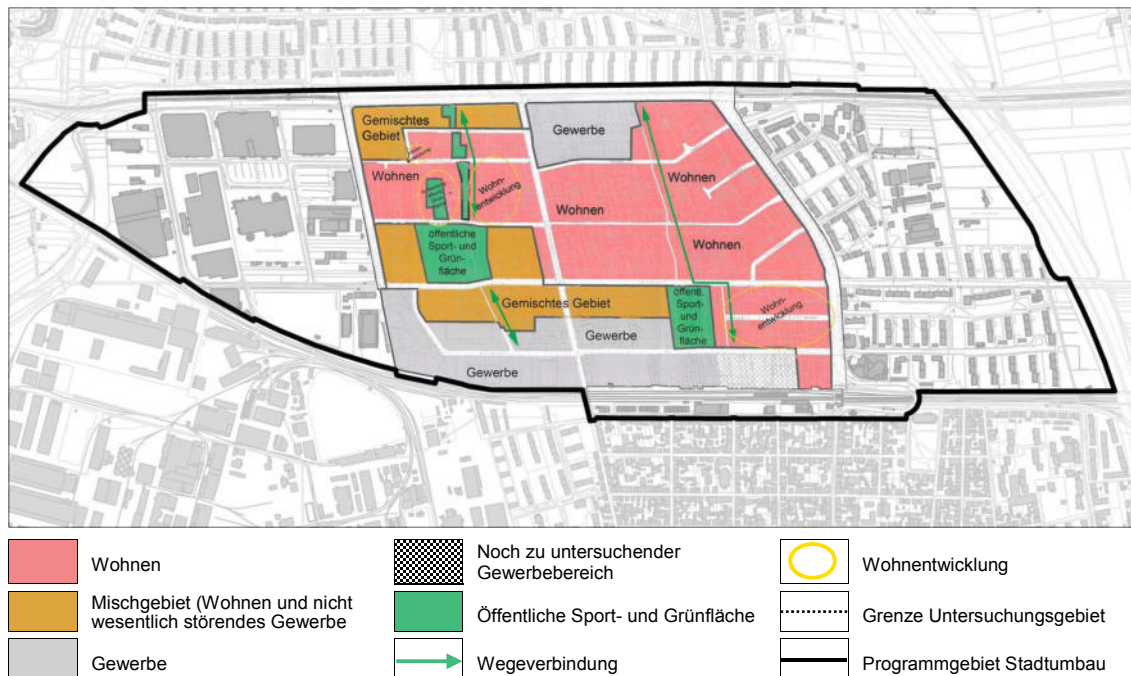 Gemischtes
Gebiet
Gewerbe
Wohnen
Wohn-
entwicklung
Wohnen
Wohnen
Wohnen
öffentliche
Sport- und
Grün-
fläche
Gemischtes Gebiet
öffentl.
Sport-
und
Grün-
fläche
Wohn-
entwicklung
Gewerbe
Gewerbe
Wohnen
Noch zu untersuchender
Gewerbebereich
Wohnentwicklung
Mischgebiet (Wohnen und nicht
wesentlich störendes Gewerbe
Öffentliche Sport- und Grünfläche
Grenze Untersuchungsgebiet
Gewerbe
Wegeverbindung
Programmgebiet Stadtumbau